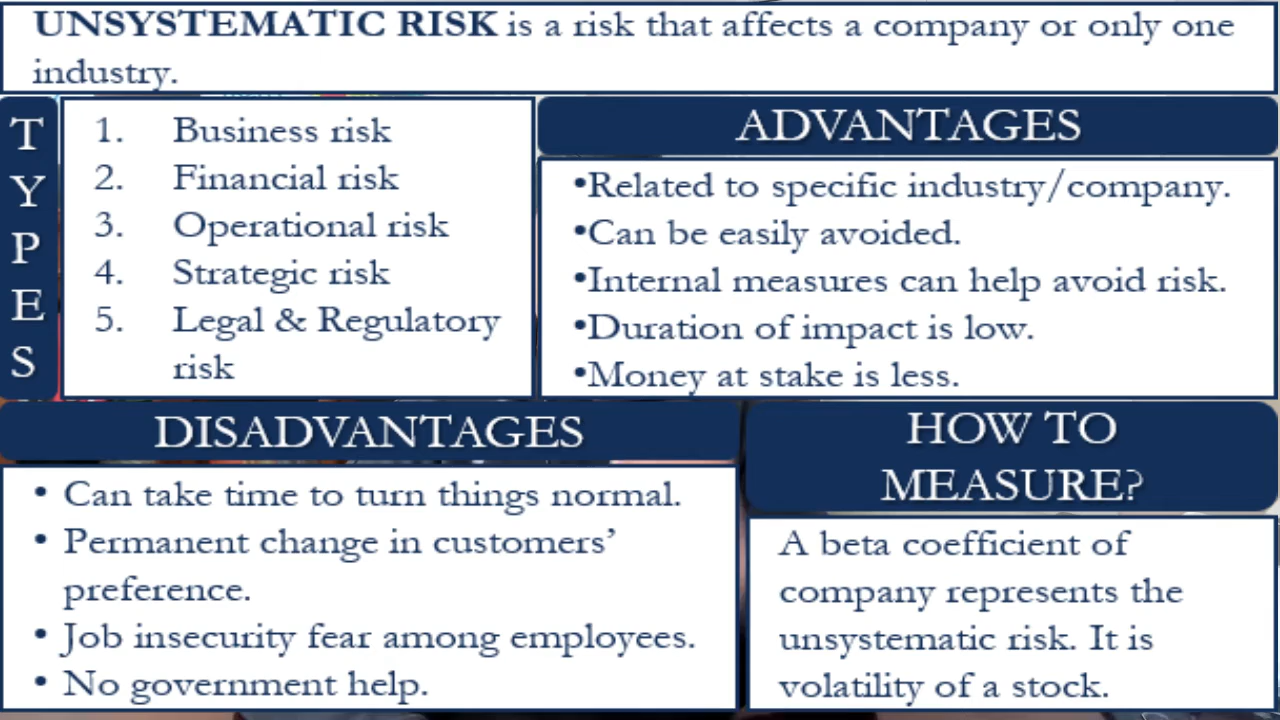 UNSYSTEMATIC RISK is a risk that affects a company or only one
industry.
TYPES
1. Business risk
2. Financial risk
3. Operational risk
4. Strategic risk
5. Legal & Regulatory
risk
ADVANTAGES
•Related to specific industry/company.
•Can be easily avoided.
•Internal measures can help avoid risk.
•Duration of impact is low.
•Money at stake is less.
DISADVANTAGES
• Can take time to turn things normal.
• Permanent change in customers’
preference.
• Job insecurity fear among employees.
• No government help.
HOW TO
MEASURE?
A beta coefficient of
company represents the
unsystematic risk. It is
volatility of a stock.